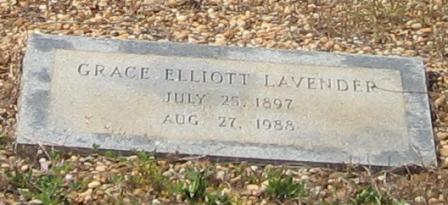 GRACE ELLIOTT LAVENDER
JULY 25, 1897
AUG 27, 1988